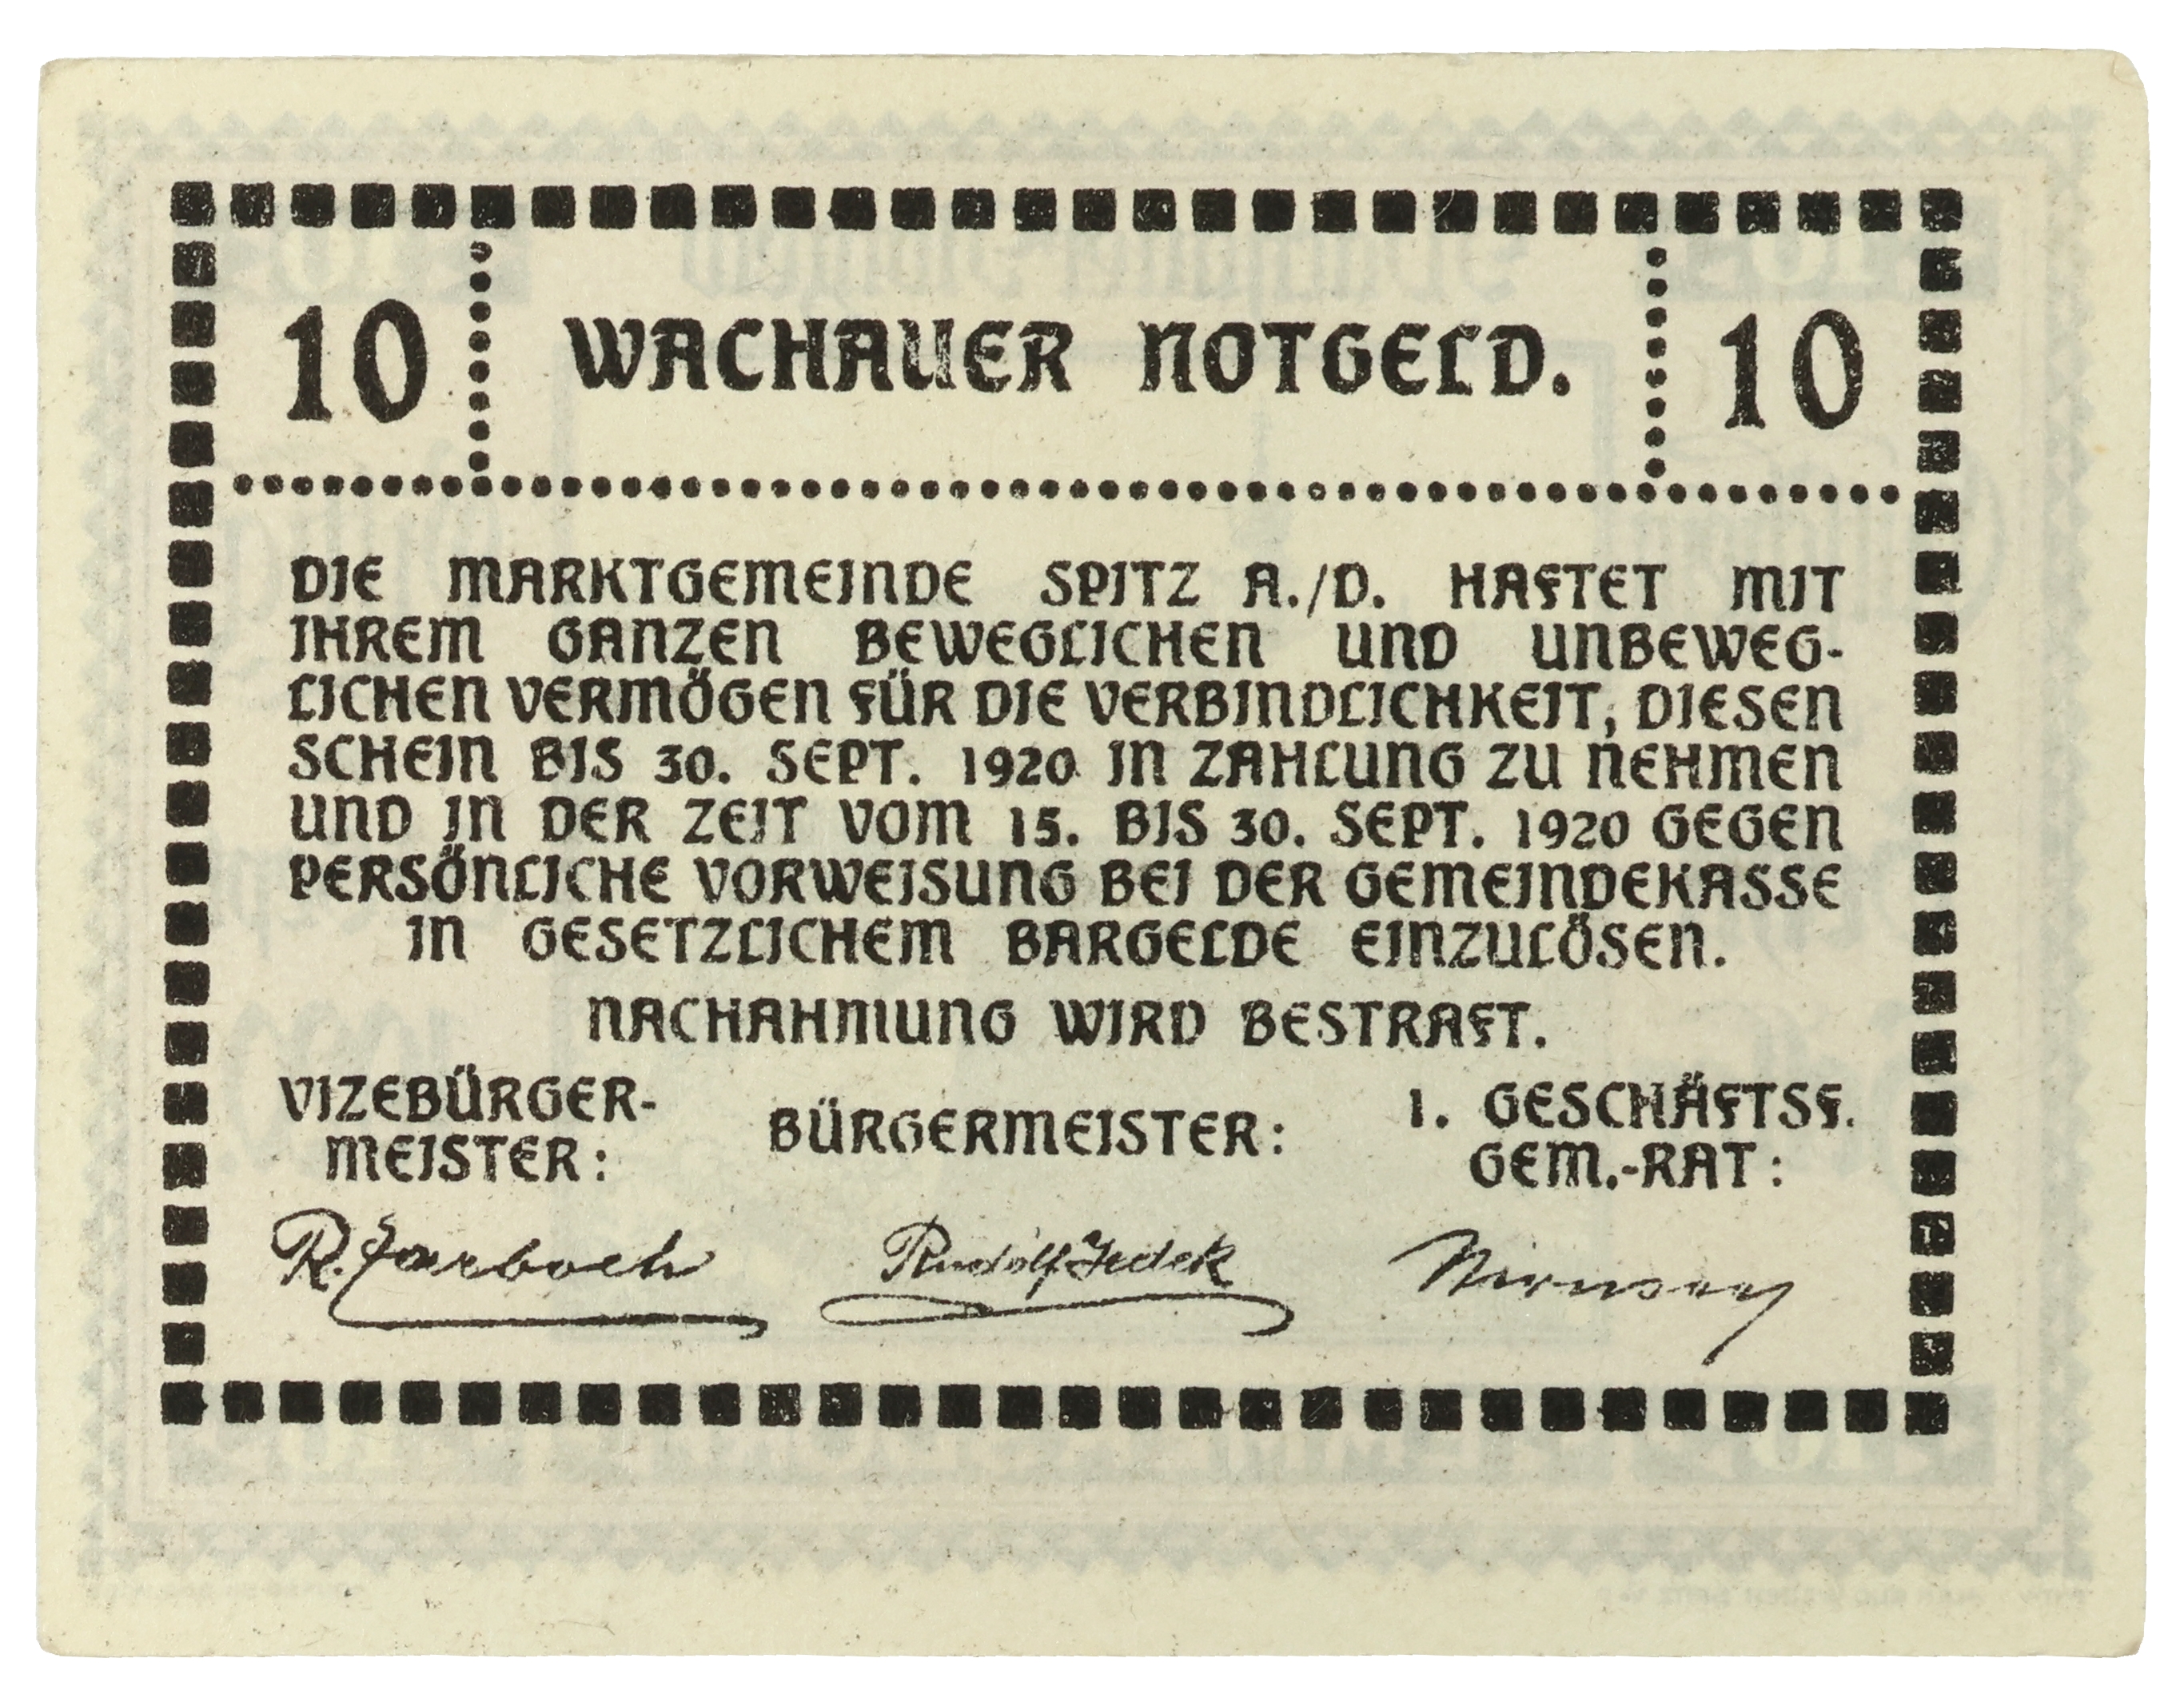 10 WACHAUER NOTGELD. 10
DIE MARKTGEMEINDE SPITZ A./D. HAFTET MIT
IHREM GANZEN BEWEGLICHEN UND UNBEWEG-
LICHEN VERMÖGEN FÜR DIE VERBINDLICHKEIT, DIESEN
SCHEIN BIS 30. SEPT. 1920 IN ZAHLUNG ZU NEHMEN
UND IN DER ZEIT VOM 15. BIS 30. SEPT. 1920 GEGEN
PERSÖNLICHE VORWEISUNG BEI DER GEMEINDEKASSE
IN GESETZLICHEM BARGELDE EINZULÖSEN.
NACHAHMUNG WIRD BESTRAFT.
VIZEBÜRGER-
MEISTER:
BÜRGERMEISTER:
1. GESCHÄFTSF.
GEM.-RAT:
R.
Rudolf Jedek